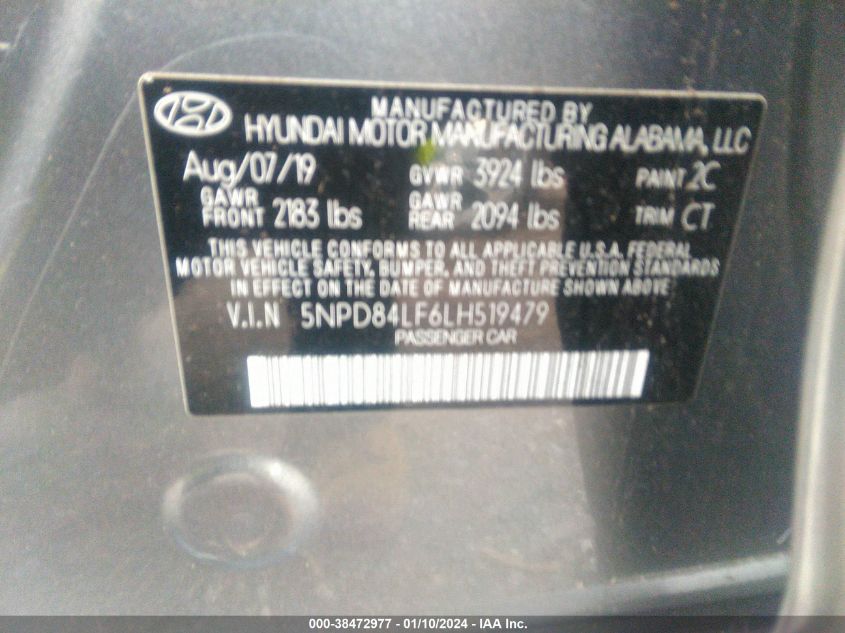 MANUFACTURED BY
HYUNDAI MOTOR MANUFACTURING ALABAMA, LLC
Aug/07/19 GVWR 3924 lbs PAINT 2C
GAWR FRONT 2183 lbs GAWR REAR 2094 lbs TRIM CT
THIS VEHICLE CONFORMS TO ALL APPLICABLE U.S.A. FEDERAL
MOTOR VEHICLE SAFETY, BUMPER, AND THEFT PREVENTION STANDARDS
IN EFFECT ON THE DATE OF MANUFACTURE SHOWN ABOVE
V.I.N 5NPD84LF6LH519479
PASSENGER CAR
000-38472977 - 01/10/2024 - IAA Inc.